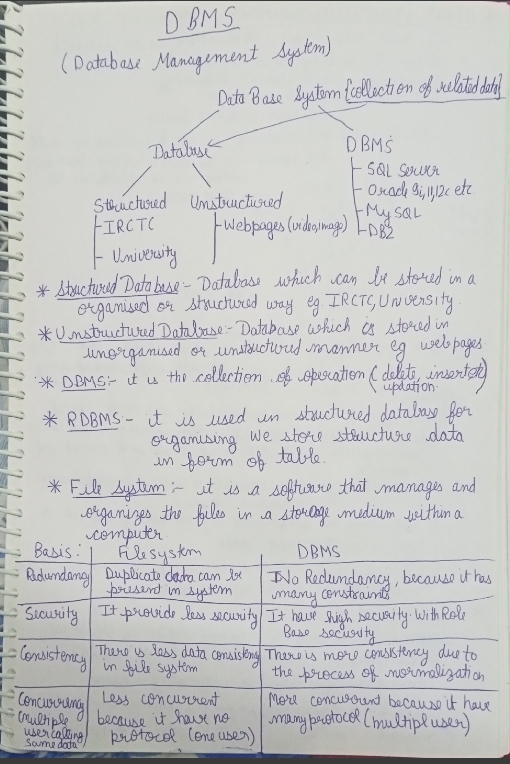 DBMS
(Database Management System)
Data Base System [collection of related data]
Database
DBMS
SQL Server
Oracle 9i,11,12c etc
MySQL
DB2
Structured
IRCTC
University
Unstructured
Webpages (video,image)
* Structured Database:- Database which can be stored in a
organised or structured way eg IRCTC, University.
* Unstructured Database:- Database which is stored in
unorganised or unstructured manner eg web pages
* DBMS:- it is the collection of operation (delete, insertion,
updation.
* RDBMS - it is used in structured database for
organising We store structure data
in form of table.
* File system :- it is a software that manages and
organizes the files in a storage medium within a
computer
Basis: Filesystem DBMS
Redundancy Duplicate data can be No Redundancy, because it has
present in system many constraints
Security It provide less security It have high security. With Role
Base security
Consistency There is less data consistency There is more consistency due to
in file system the process of normalization
Concurrency Less concurrent More concurrent because it have
(multiple because it have no many protocol (multipl user)
user calling protocol (one user)
same data)